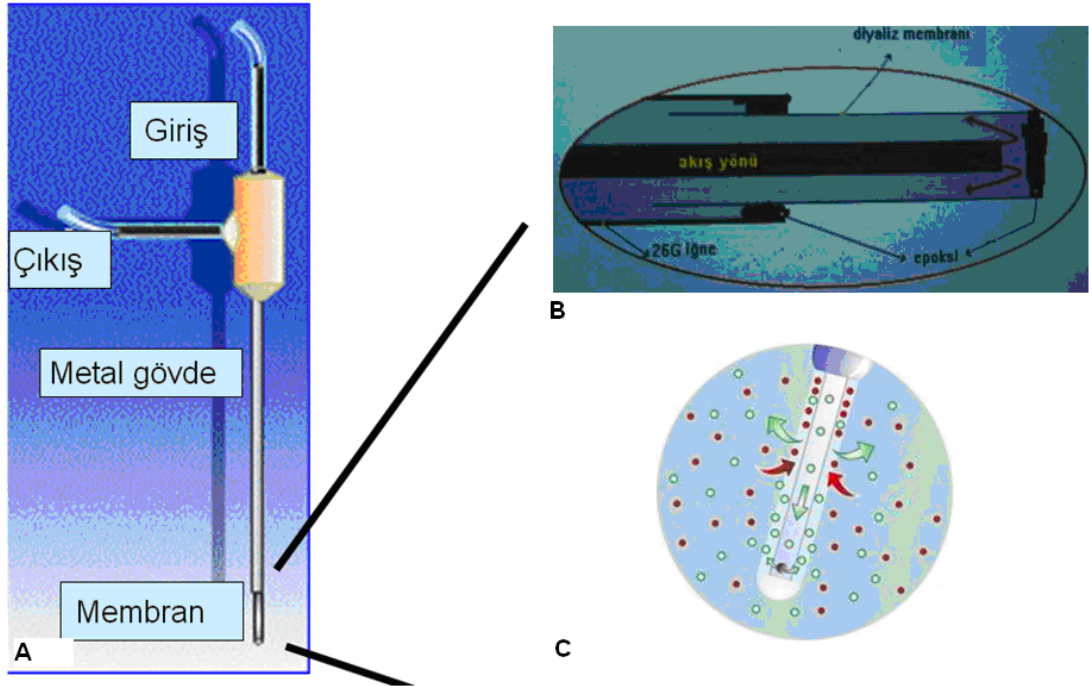 Giriş
Çıkış
Metal gövde
Membran
A
diyaliz membranı
akış yönü
26G iğne
epoksi
B
C